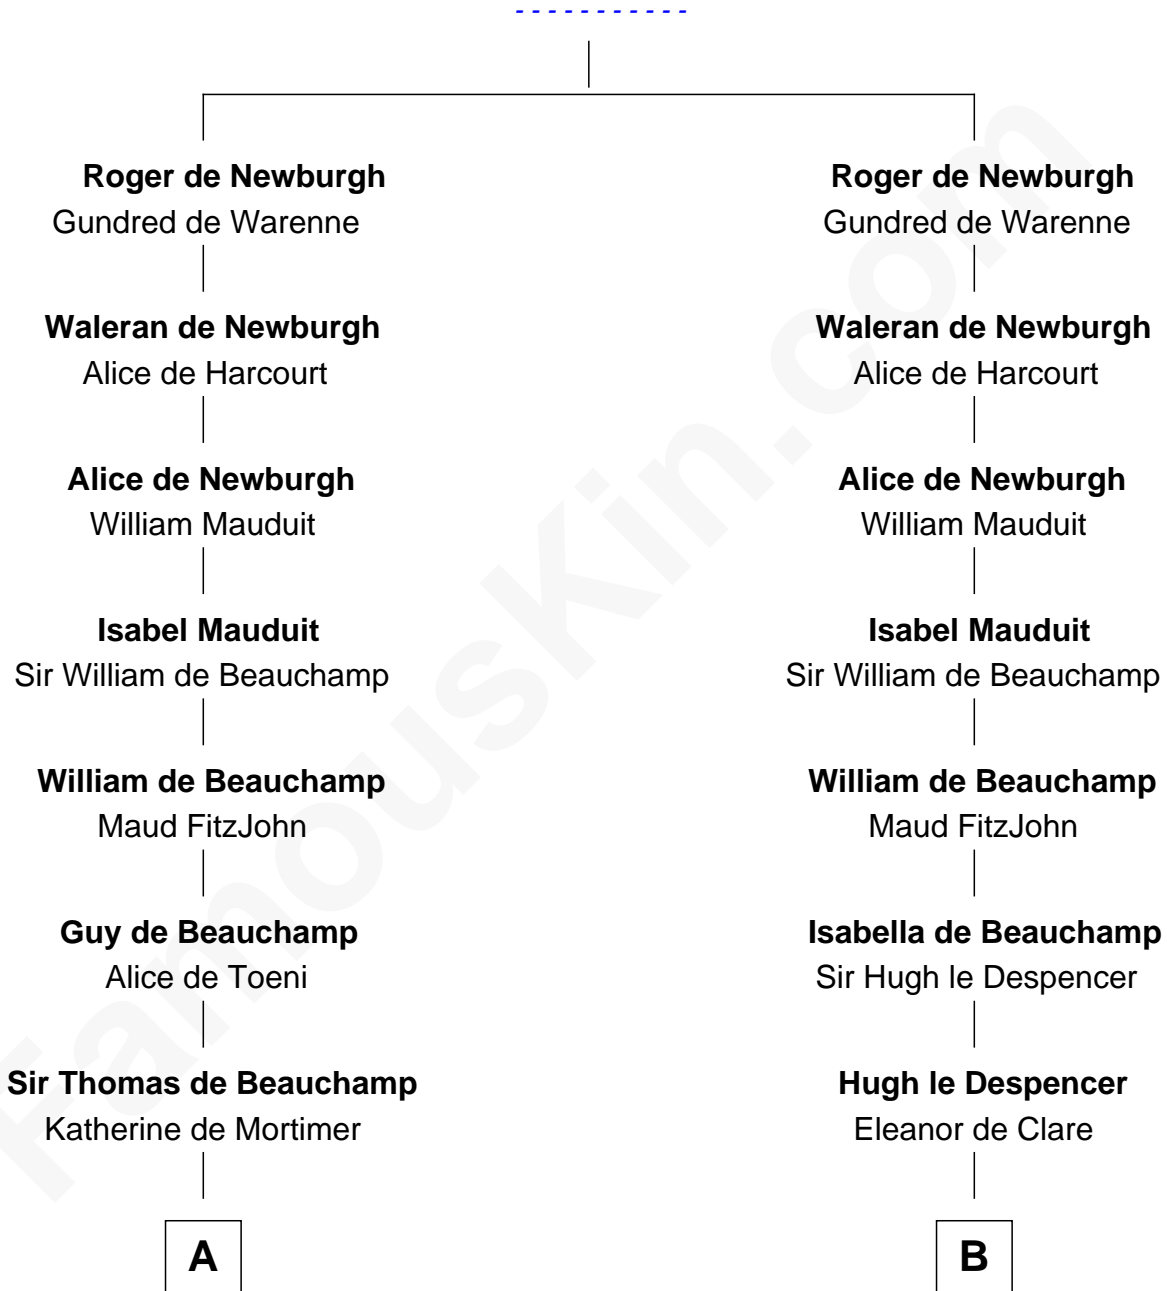 - - - - - - - - - - -
Roger de Newburgh
Gundred de Warenne
Waleran de Newburgh
Alice de Harcourt
Alice de Newburgh
William Mauduit
Isabel Mauduit
Sir William de Beauchamp
William de Beauchamp
Maud FitzJohn
Guy de Beauchamp
Alice de Toeni
Sir Thomas de Beauchamp
Katherine de Mortimer
A
Roger de Newburgh
Gundred de Warenne
Waleran de Newburgh
Alice de Harcourt
Alice de Newburgh
William Mauduit
Isabel Mauduit
Sir William de Beauchamp
William de Beauchamp
Maud FitzJohn
Isabella de Beauchamp
Sir Hugh le Despencer
Hugh le Despencer
Eleanor de Clare
B
FamousKin.com